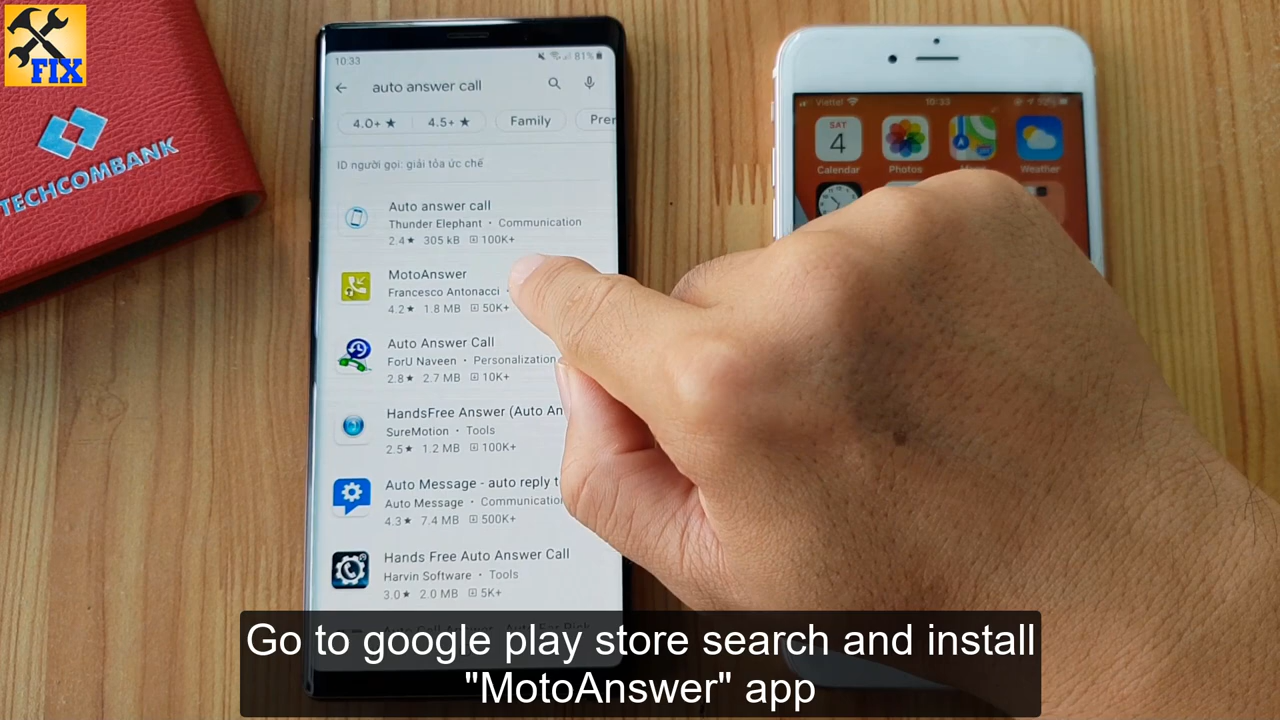 FIX
TECHCOMBANK
10:33
81%
auto answer call
4.0+ ★
4.5+ ★
Family
Prer
ID người gọi: giải tỏa ức chế
Auto answer call
Thunder Elephant • Communication
2.4★ 305 kB 100K+
MotoAnswer
Francesco Antonacci •
4.2★ 1.8 MB 50K+
Auto Answer Call
ForU Naveen • Personalization
2.8★ 2.7 MB 10K+
HandsFree Answer (Auto An
SureMotion • Tools
2.5★ 1.2 MB 100K+
Auto Message - auto reply t
Auto Message • Communicatio
4.3★ 7.4 MB 500K+
Hands Free Auto Answer Call
Harvin Software • Tools
3.0★ 2.0 MB 5K+
Viettel
10:33
SAT
4
Calendar
Photos
Maps
Weather
Go to google play store search and install
"MotoAnswer" app